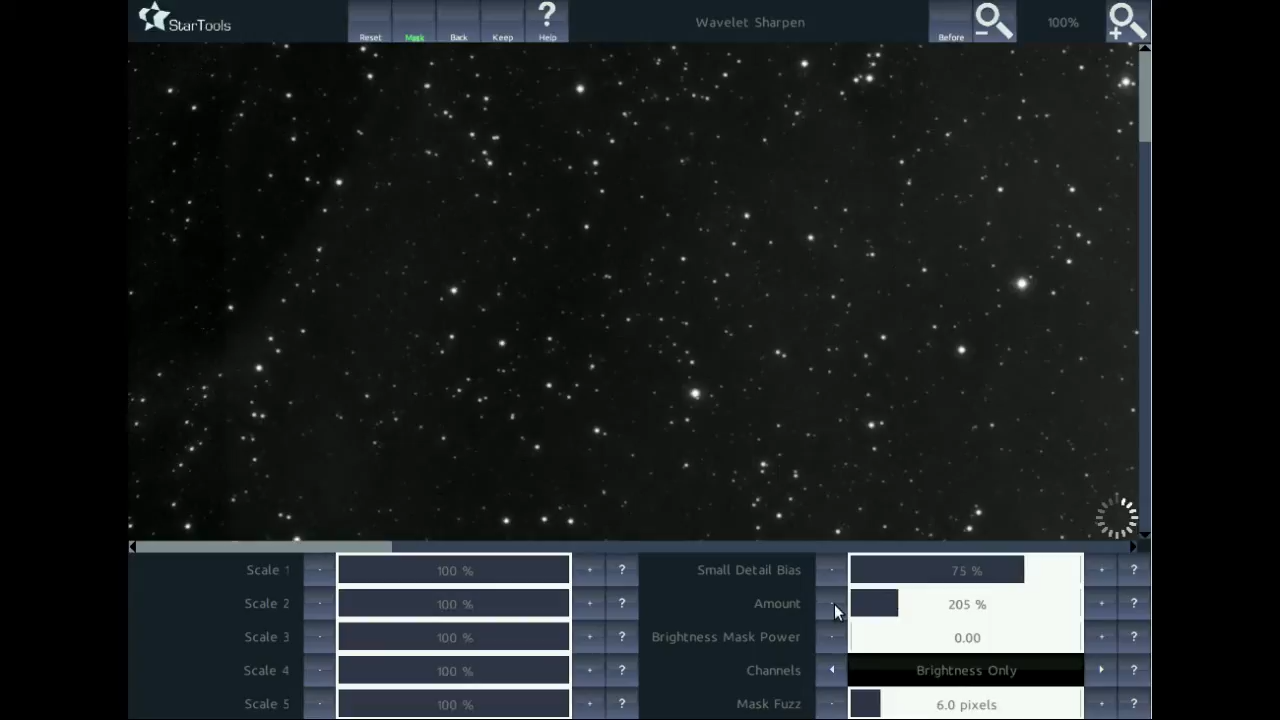 StarTools
Reset Mask Back Keep Help
?
Wavelet Sharpen
Before
100%
Scale 1 - 100 % + ?
Small Detail Bias - 75 % + ?
Scale 2 - 100 % + ?
Amount - 205 % + ?
Scale 3 - 100 % + ?
Brightness Mask Power - 0.00 + ?
Scale 4 - 100 % + ?
Channels Brightness Only ?
Scale 5 - 100 % + ?
Mask Fuzz - 6.0 pixels + ?